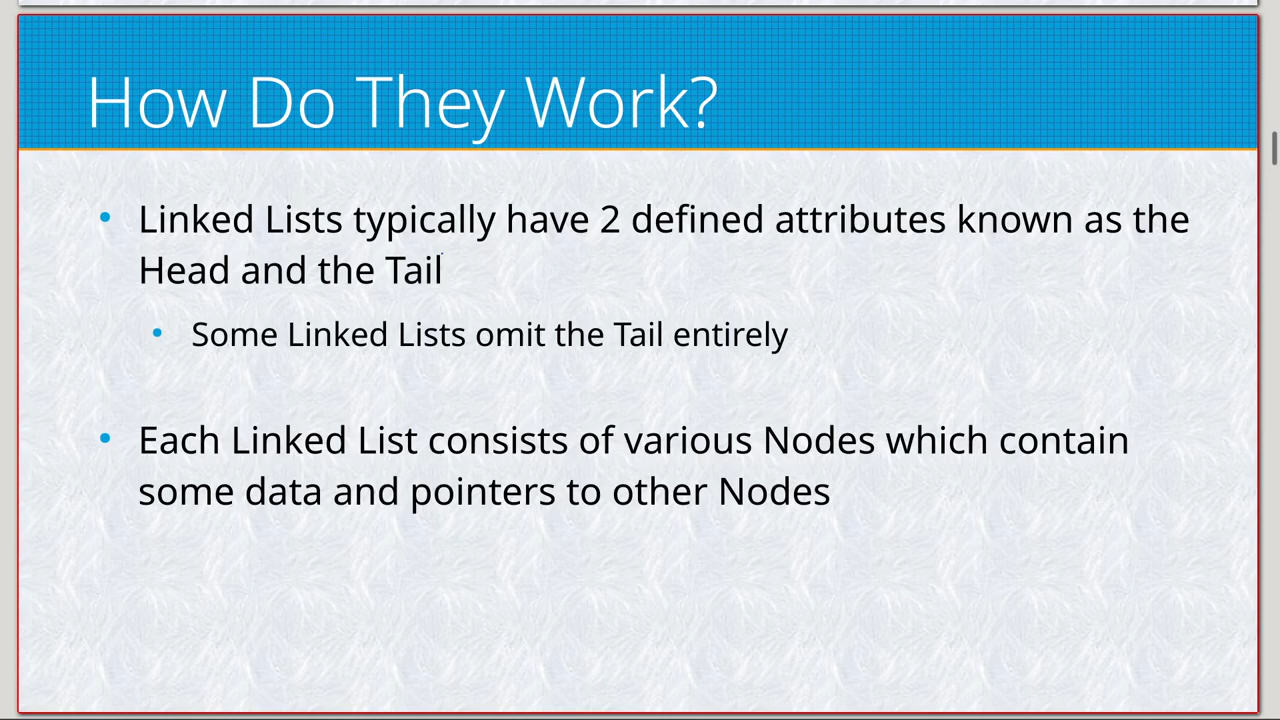 How Do They Work?
Linked Lists typically have 2 defined attributes known as the
Head and the Tail
Some Linked Lists omit the Tail entirely
Each Linked List consists of various Nodes which contain
some data and pointers to other Nodes